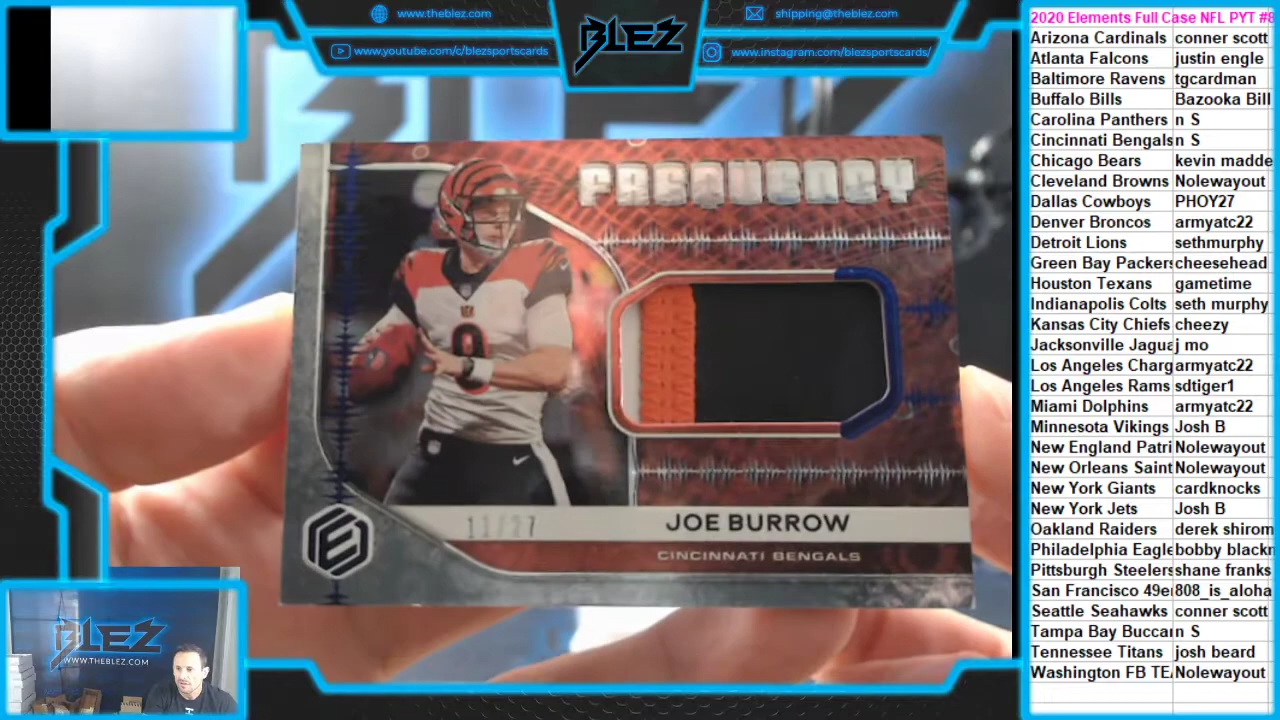 www.theblez.com
www.youtube.com/c/blezsportscards
BLEZ
shipping@theblez.com
www.instagram.com/blezsportscards/
FREQUENCY
9
11/27
JOE BURROW
CINCINNATI BENGALS
E
BLEZ
WWW.THEBLEZ.COM
2020 Elements Full Case NFL PYT #8
Arizona Cardinals conner scott
Atlanta Falcons justin engle
Baltimore Ravens tgcardman
Buffalo Bills Bazooka Bill
Carolina Panthers n S
Cincinnati Bengals n S
Chicago Bears kevin madde
Cleveland Browns Nolewayout
Dallas Cowboys PHOY27
Denver Broncos armyatc22
Detroit Lions sethmurphy
Green Bay Packers cheesehead
Houston Texans gametime
Indianapolis Colts seth murphy
Kansas City Chiefs cheezy
Jacksonville Jagua j mo
Los Angeles Charg armyatc22
Los Angeles Rams sdtiger1
Miami Dolphins armyatc22
Minnesota Vikings Josh B
New England Patri Nolewayout
New Orleans Saint Nolewayout
New York Giants cardknocks
New York Jets Josh B
Oakland Raiders derek shirom
Philadelphia Eagle bobby blackn
Pittsburgh Steelers shane franks
San Francisco 49e 808_is_aloha
Seattle Seahawks conner scott
Tampa Bay Buccan n S
Tennessee Titans josh beard
Washington FB TE Nolewayout